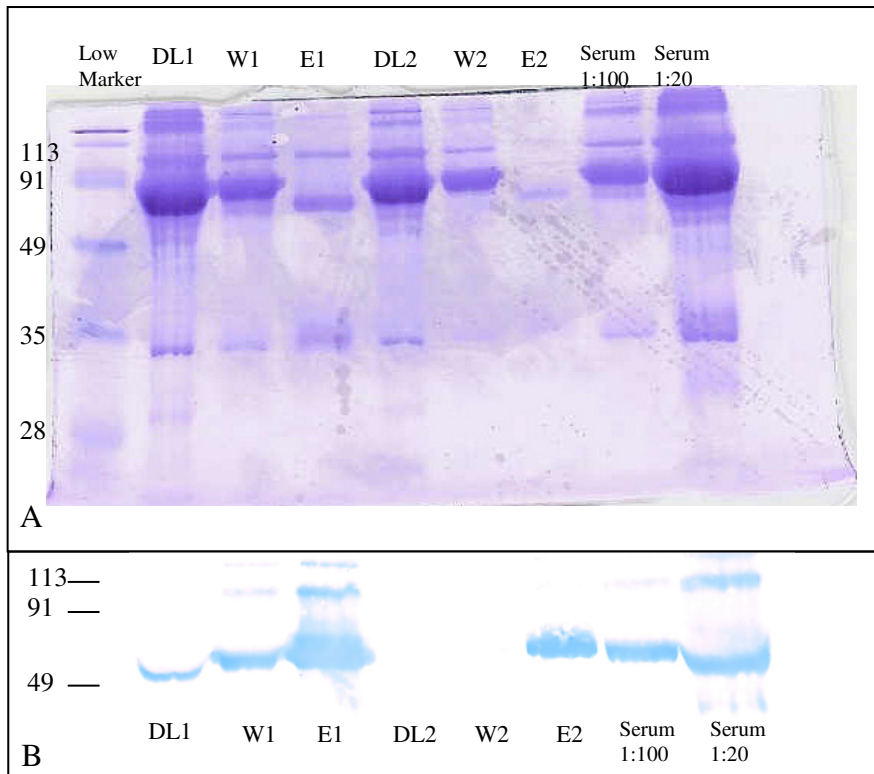 Low Marker DL1 W1 E1 DL2 W2 E2 Serum 1:100 Serum 1:20
113
91
49
35
28
A
113
91
49
DL1 W1 E1 DL2 W2 E2 Serum 1:100 Serum 1:20
B